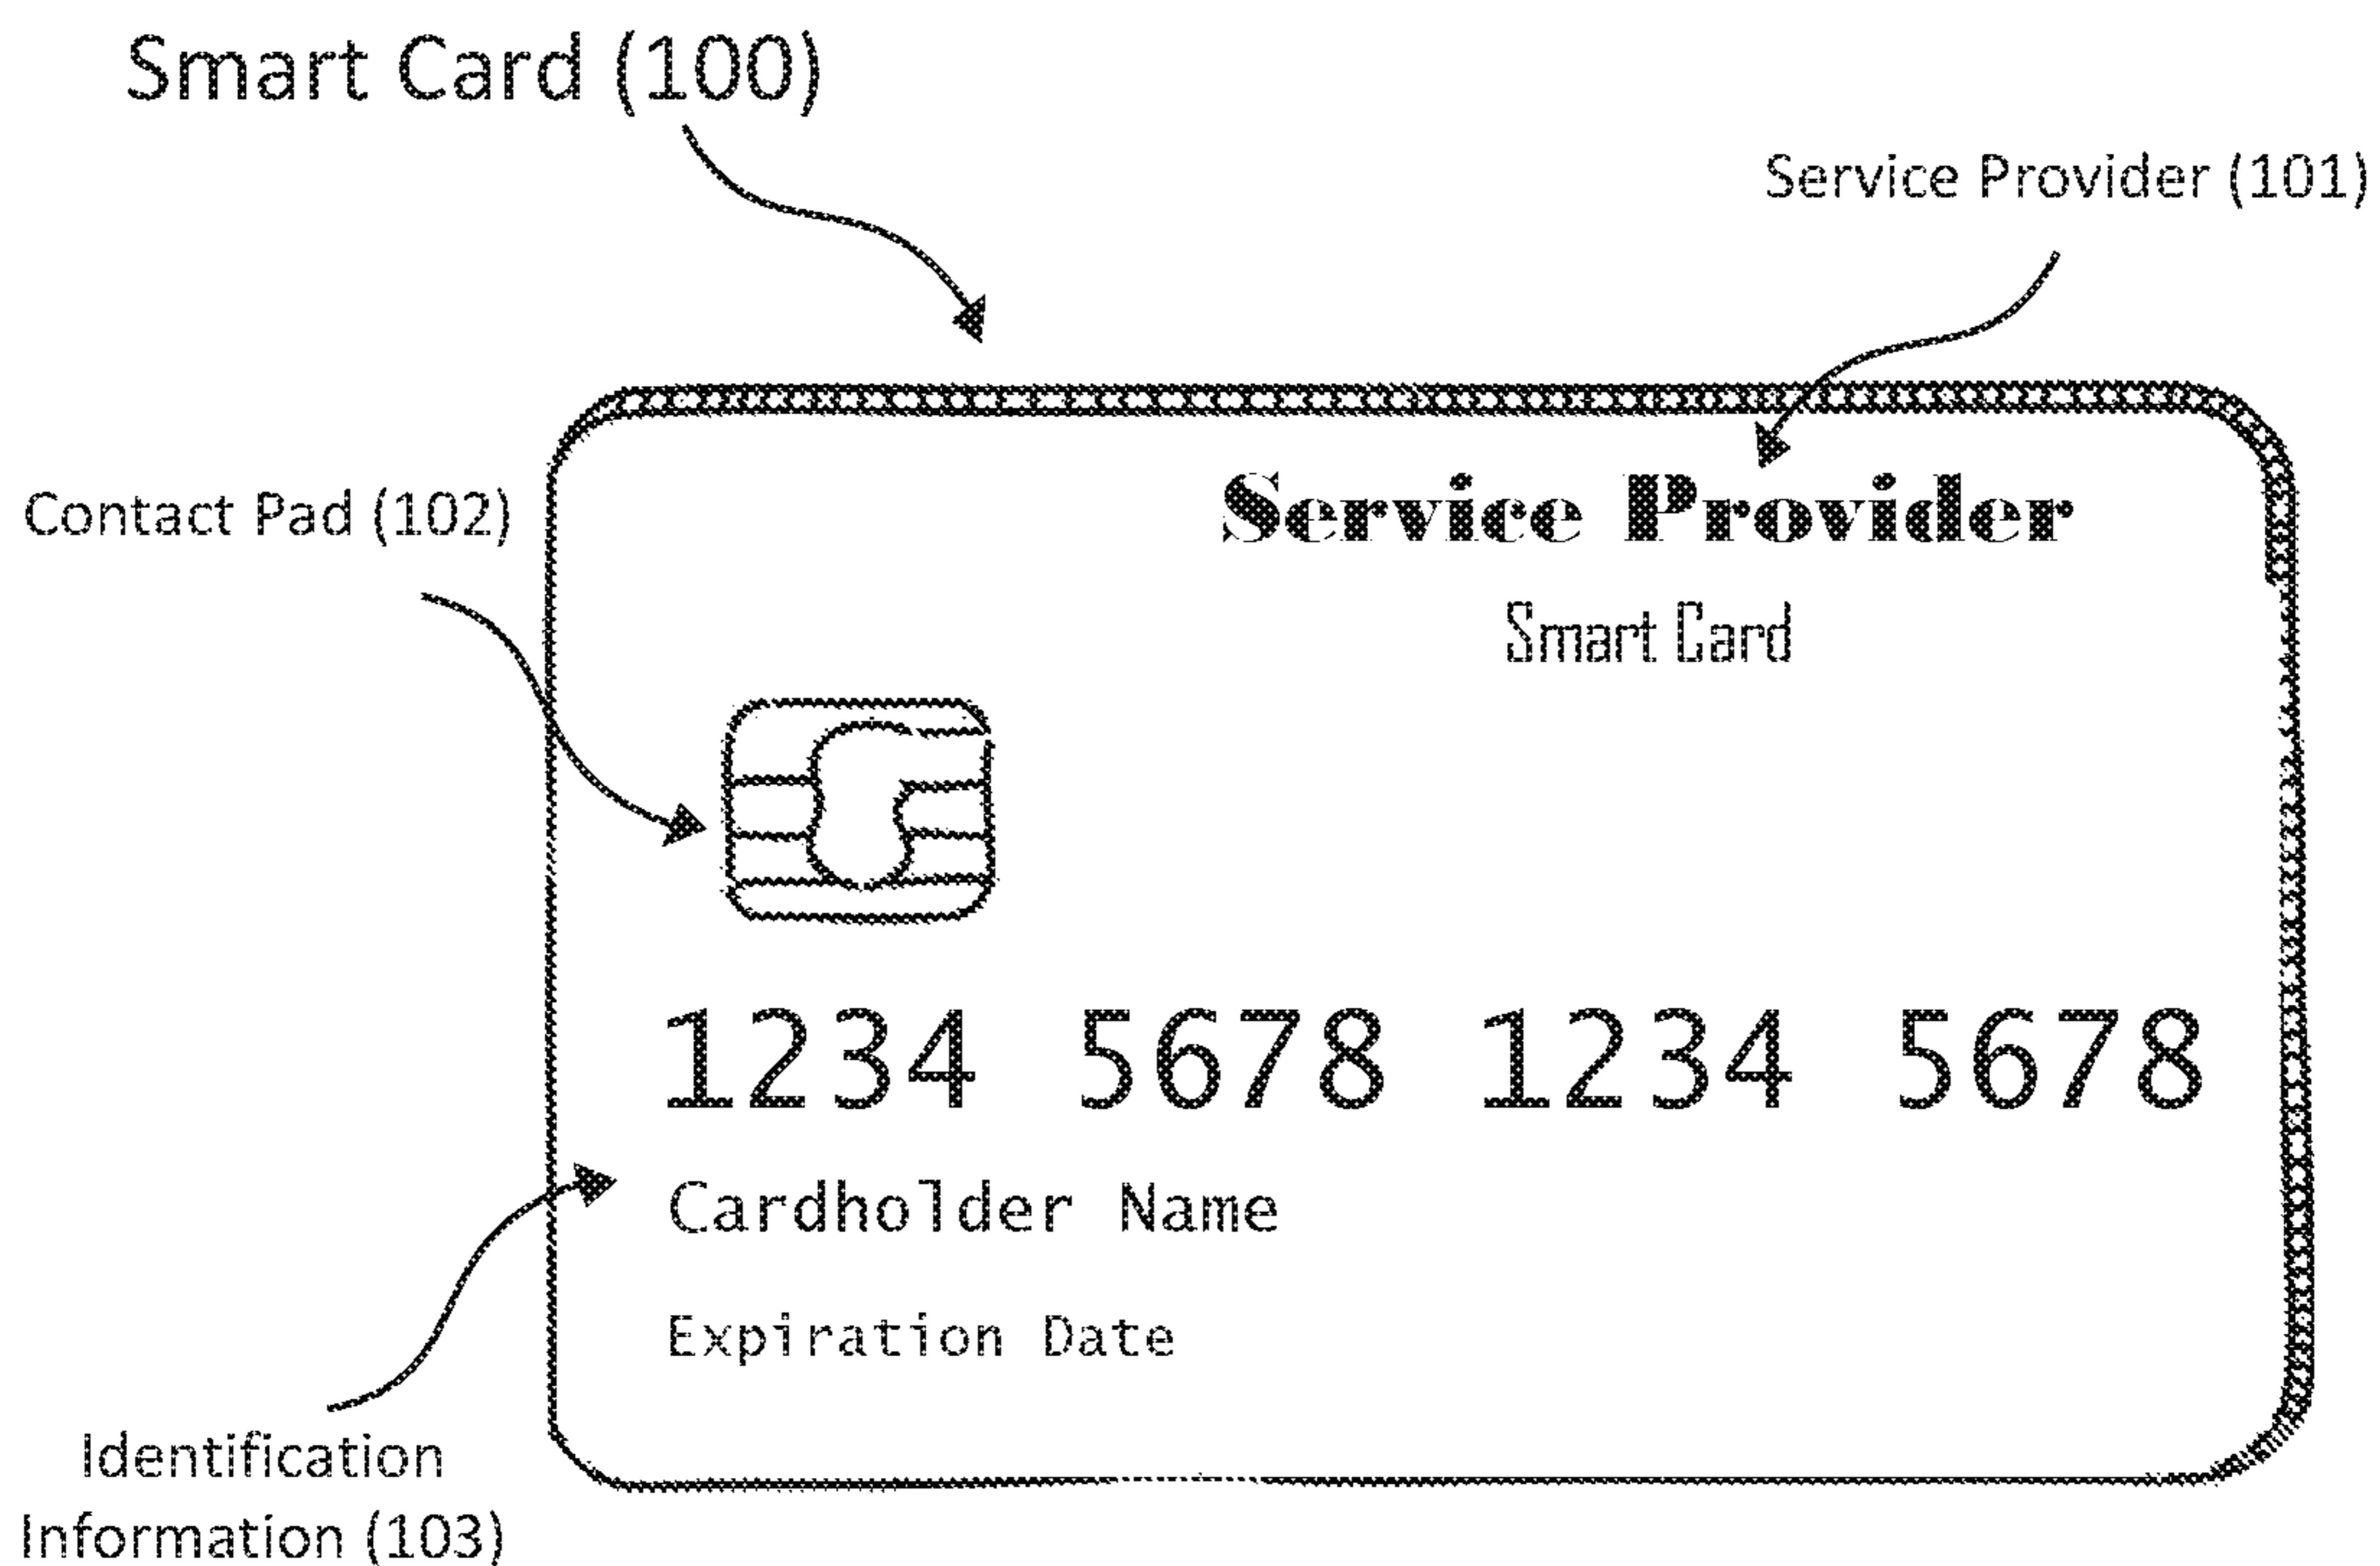 Smart Card (100)
Service Provider (101)
Contact Pad (102)
Service Provider
Smart Card
1234 5678 1234 5678
Cardholder Name
Expiration Date
Identification
Information (103)